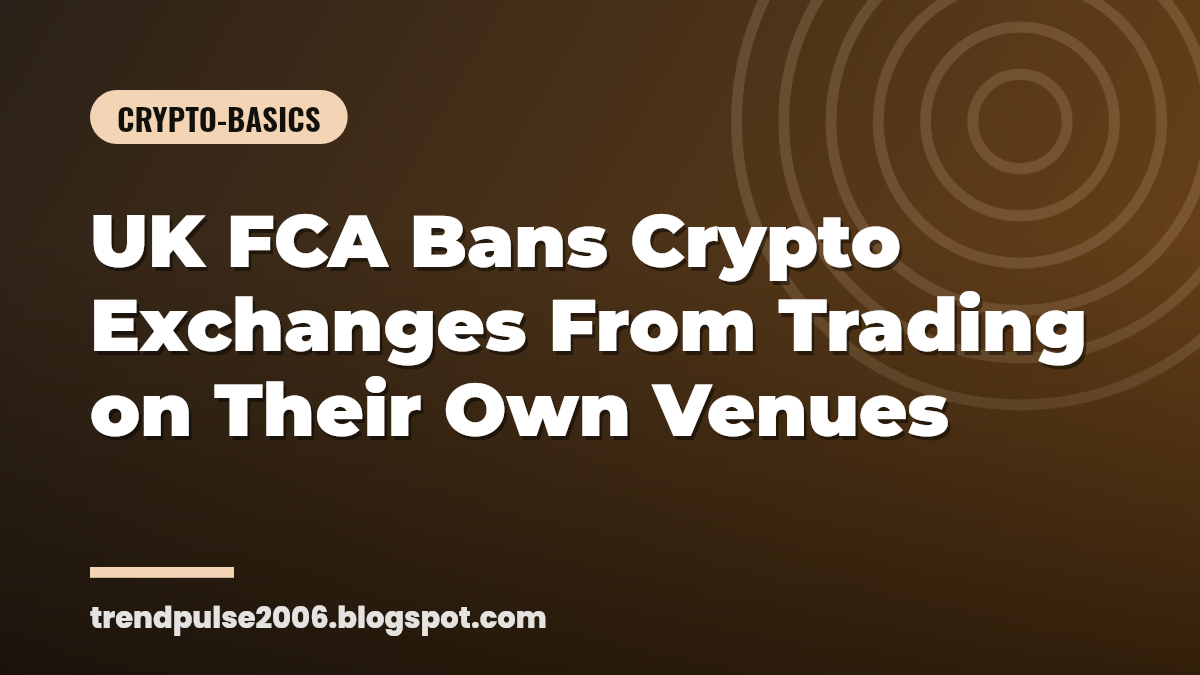 CRYPTO-BASICS
UK FCA Bans Crypto
Exchanges From Trading
on Their Own Venues
trendpulse2006.blogspot.com